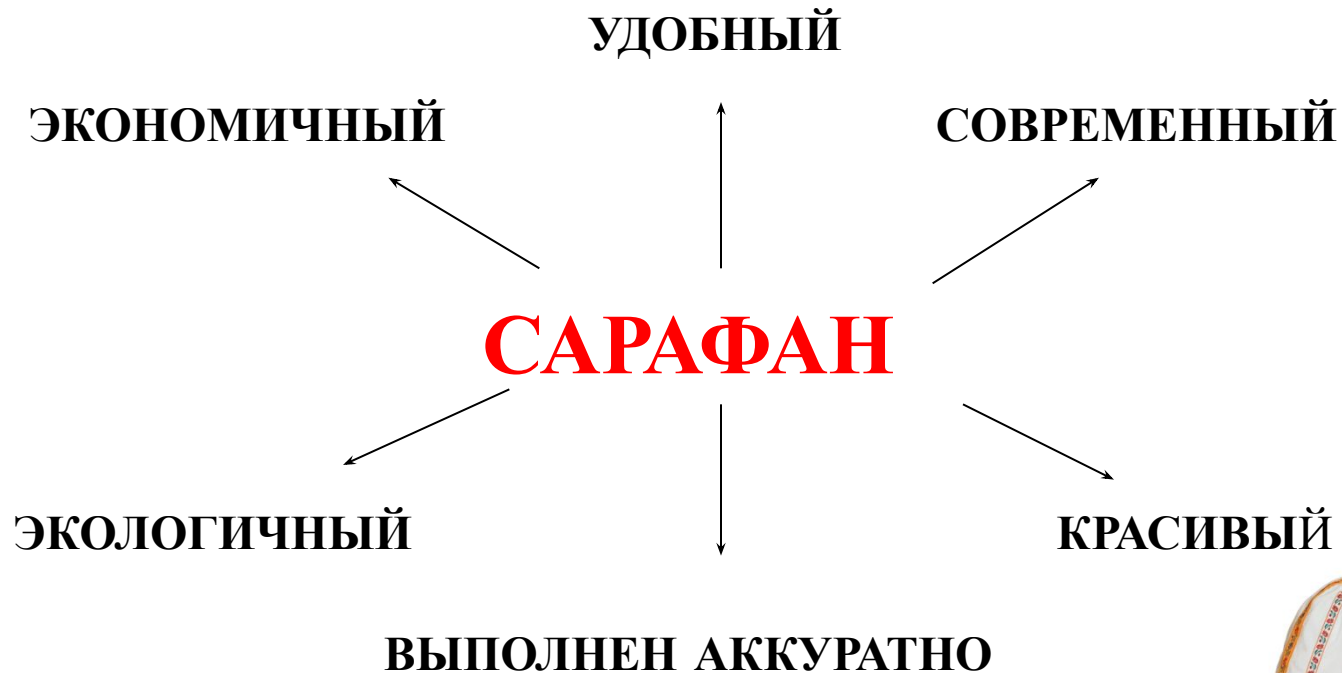 УДОБНЫЙ
ЭКОНОМИЧНЫЙ
СОВРЕМЕННЫЙ
САРАФАН
ЭКОЛОГИЧНЫЙ
КРАСИВЫЙ
ВЫПОЛНЕН АККУРАТНО